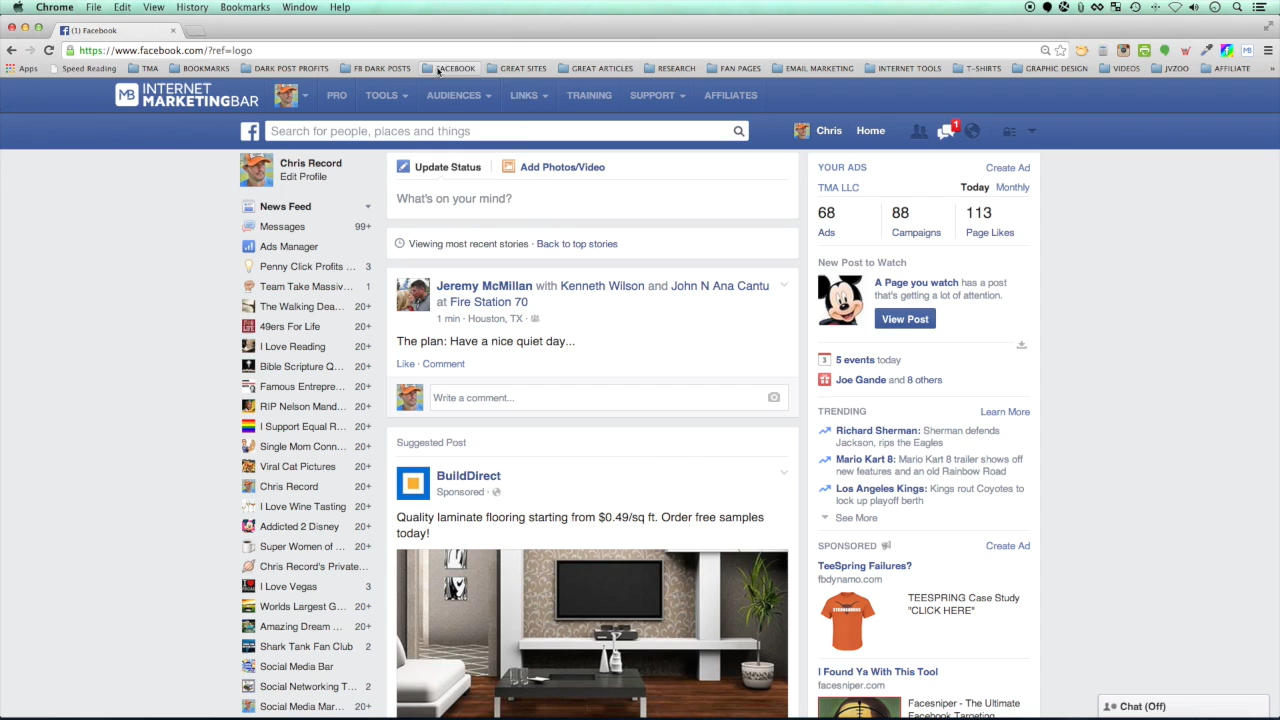 Chrome File Edit View History Bookmarks Window Help
(1) Facebook
https://www.facebook.com/?ref=logo
Apps Speed Reading TMA BOOKMARKS DARK POST PROFITS FB DARK POSTS FACEBOOK GREAT SITES GREAT ARTICLES RESEARCH FAN PAGES EMAIL MARKETING INTERNET TOOLS T-SHIRTS GRAPHIC DESIGN VIDEOS JVZOO AFFILIATE
MB INTERNET MARKETINGBAR PRO TOOLS AUDIENCES LINKS TRAINING SUPPORT AFFILIATES
Search for people, places and things
Chris Home 1
Chris Record
Edit Profile
News Feed
Messages 99+
Ads Manager
Penny Click Profits ... 3
Team Take Massiv... 1
The Walking Dea... 20+
49ers For Life 20+
I Love Reading 20+
Bible Scripture Q... 20+
Famous Entrepre... 20+
RIP Nelson Mand... 20+
I Support Equal R... 20+
Single Mom Conn... 20+
Viral Cat Pictures 20+
Chris Record 20+
I Love Wine Tasting 20+
Addicted 2 Disney 20+
Super Women of ... 20+
Chris Record's Private...
I Love Vegas 3
Worlds Largest G... 20+
Amazing Dream ... 20+
Shark Tank Fan Club 2
Social Media Bar 20+
Social Networking T... 2
Social Media Mar... 20+
Update Status Add Photos/Video
What's on your mind?
Viewing most recent stories · Back to top stories
Jeremy McMillan with Kenneth Wilson and John N Ana Cantu
at Fire Station 70
1 min · Houston, TX ·
The plan: Have a nice quiet day...
Like · Comment
Write a comment...
Suggested Post
BuildDirect
Sponsored ·
Quality laminate flooring starting from $0.49/sq ft. Order free samples
today!
YOUR ADS Create Ad
TMA LLC Today Monthly
68 88 113
Ads Campaigns Page Likes
New Post to Watch
A Page you watch has a post
that's getting a lot of attention.
View Post
3 5 events today
Joe Gande and 8 others
TRENDING Learn More
Richard Sherman: Sherman defends
Jackson, rips the Eagles
Mario Kart 8: Mario Kart 8 trailer shows off
new features and an old Rainbow Road
Los Angeles Kings: Kings rout Coyotes to
lock up playoff berth
See More
SPONSORED Create Ad
TeeSpring Failures?
fbdynamo.com
TEESPRING Case Study
"CLICK HERE"
I Found Ya With This Tool
facesniper.com
Facesniper - The Ultimate
Facebook Targeting
Chat (Off)